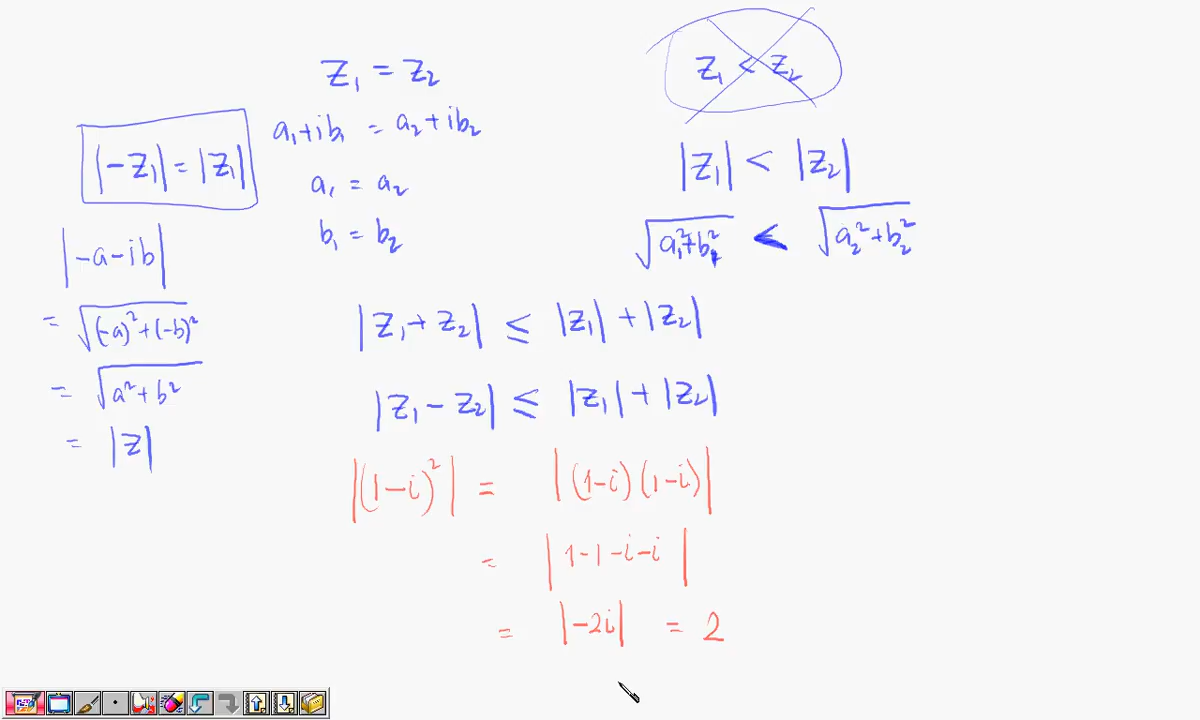 z₁ = z₂
a₁+ib₁ = a₂+ib₂
a₁ = a₂
b₁ = b₂
z₁ < z₂
|z₁| < |z₂|
√(a₁²+b₁²) < √(a₂²+b₂²)
|-z₁| = |z₁|
|-a-ib|
= √((-a)²+(-b)²)
= √(a²+b²)
= |z|
|z₁+z₂| ≤ |z₁|+|z₂|
|z₁-z₂| ≤ |z₁|+|z₂|
|(1-i)²| = |(1-i)(1-i)|
= |1-1-i-i|
= |-2i| = 2